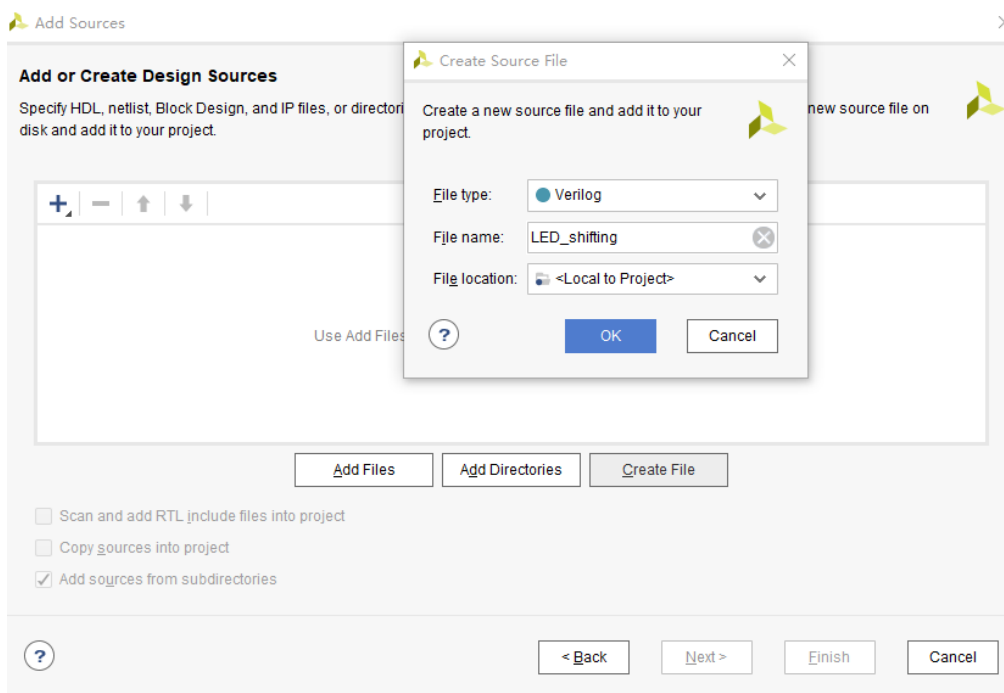 Add Sources
Add or Create Design Sources
Specify HDL, netlist, Block Design, and IP files, or directori
new source file on
disk and add it to your project.
Create Source File
Create a new source file and add it to your
project.
File type:
Verilog
File name:
LED_shifting
File location:
<Local to Project>
?
OK
Cancel
Use Add Files
Add Files
Add Directories
Create File
Scan and add RTL include files into project
Copy sources into project
Add sources from subdirectories
?
< Back
Next >
Finish
Cancel